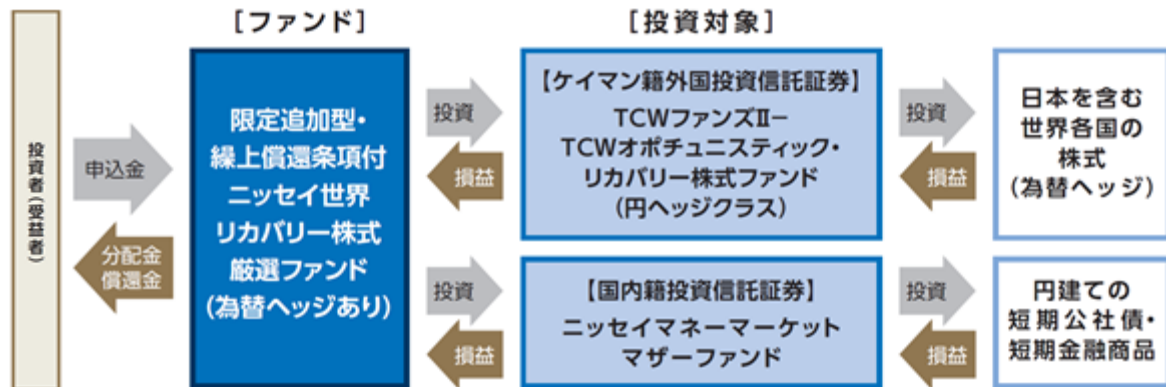 [ファンド]
[投資対象]
投資者(受益者)
申込金
分配金
償還金
限定追加型・
繰上償還条項付
ニッセイ世界
リカバリー株式
厳選ファンド
(為替ヘッジあり)
投資
損益
【ケイマン籍外国投資信託証券】
TCWファンズⅡ−
TCWオポチュニスティック・
リカバリー株式ファンド
(円ヘッジクラス)
投資
損益
日本を含む
世界各国の
株式
(為替ヘッジ)
投資
損益
【国内籍投資信託証券】
ニッセイマネーマーケット
マザーファンド
投資
損益
円建ての
短期公社債・
短期金融商品